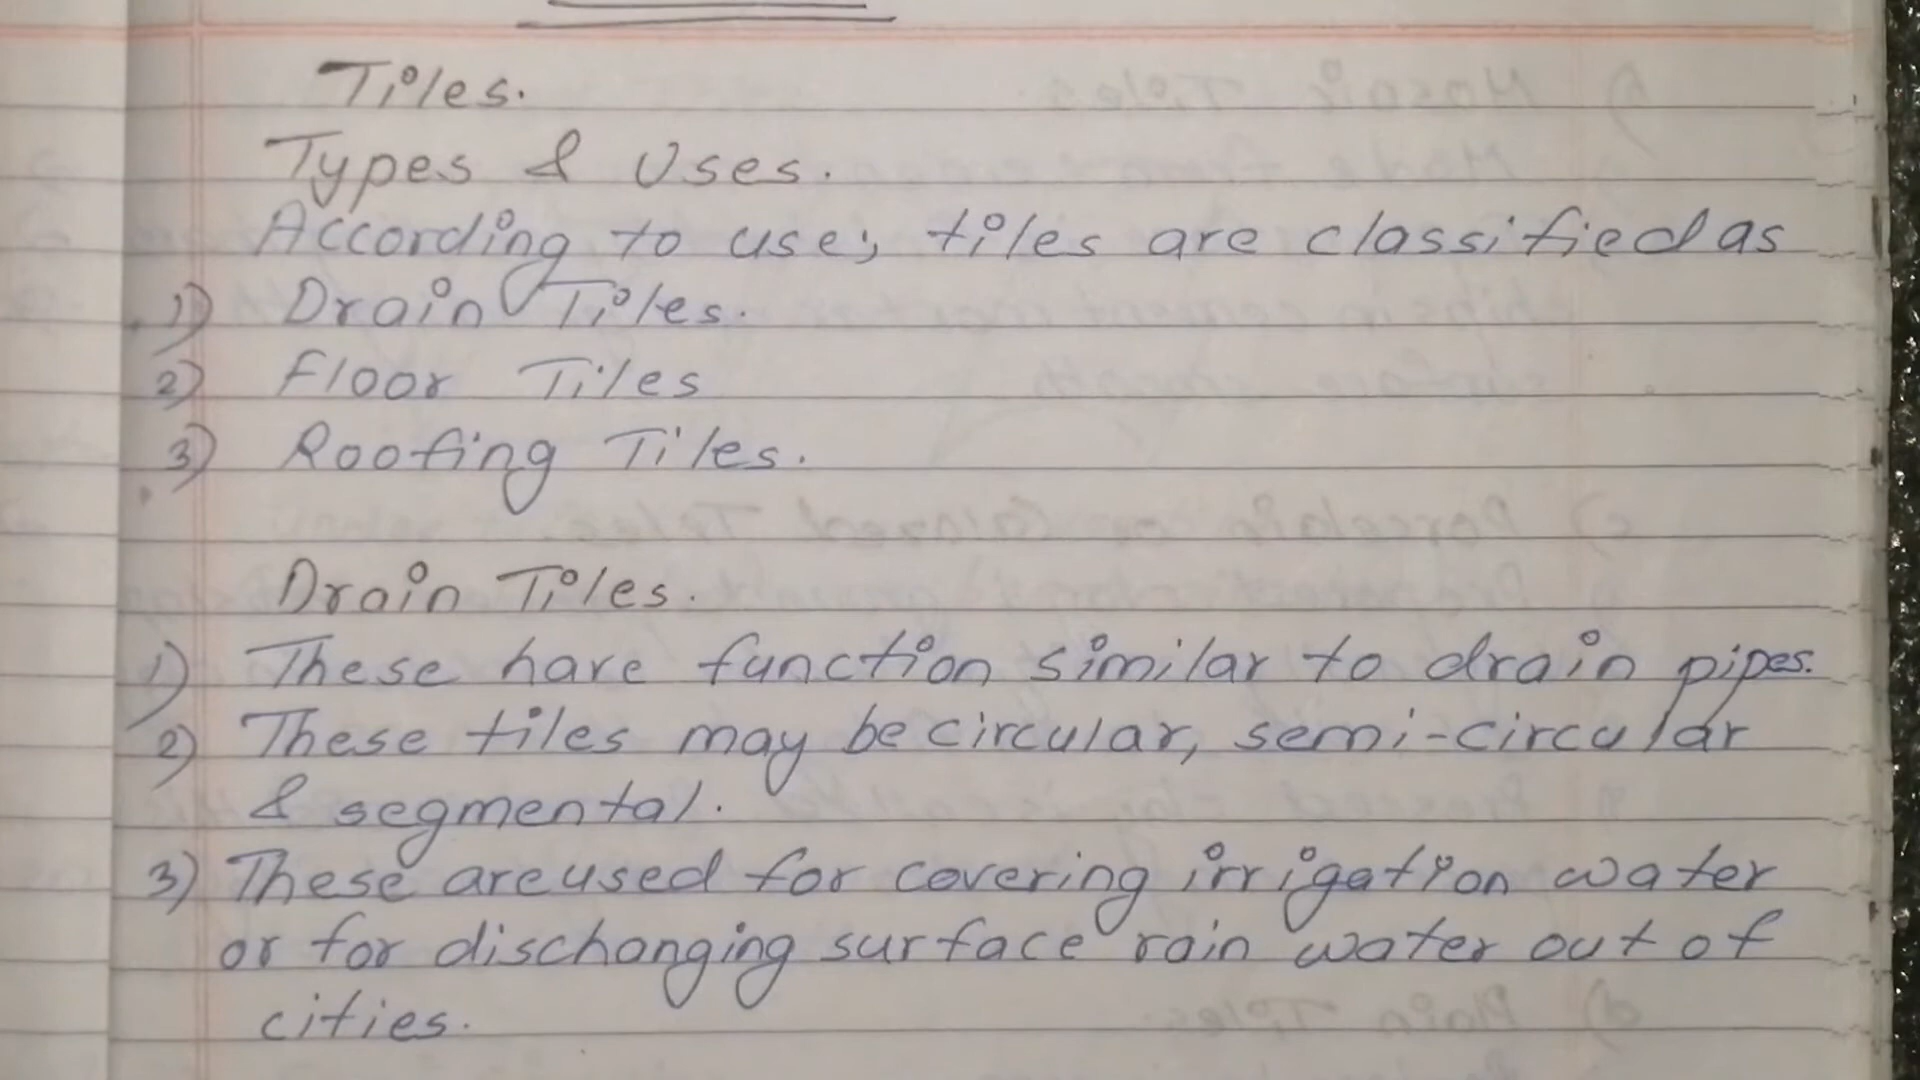 Tiles.
Types & Uses.
According to use; tiles are classified as
1) Drain Tiles.
2) Floor Tiles
3) Roofing Tiles.
Drain Tiles.
1) These have function similar to drain pipes.
2) These tiles may be circular, semi-circular
& segmental.
3) These are used for covering irrigation water
or for dischanging surface rain water out of
cities.